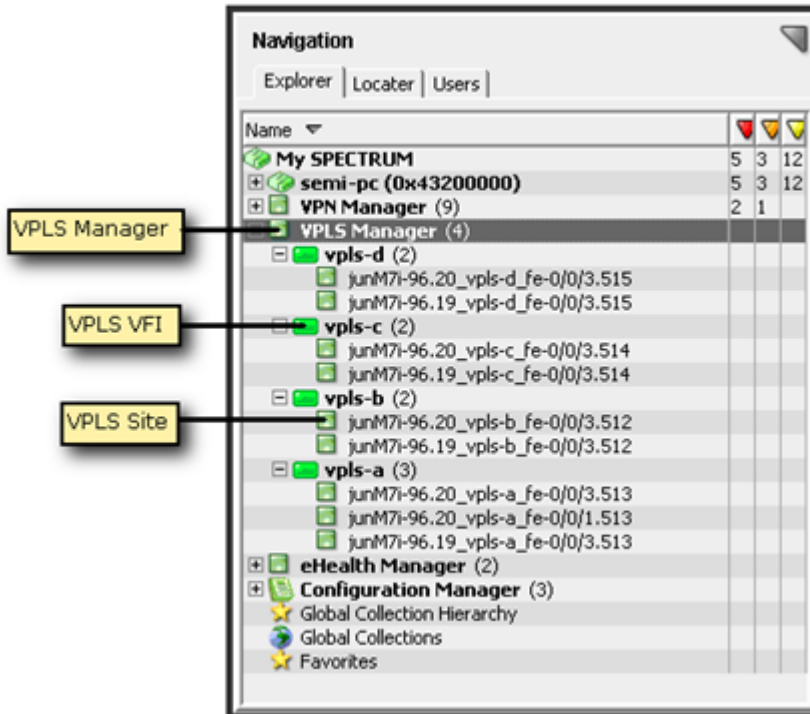 Navigation
Explorer Locater Users
Name
My SPECTRUM 5 3 12
semi-pc (0x43200000) 5 3 12
VPN Manager (9) 2 1
VPLS Manager
VPLS Manager (4)
vpls-d (2)
junM7i-96.20_vpls-d_fe-0/0/3.515
junM7i-96.19_vpls-d_fe-0/0/3.515
VPLS VFI
vpls-c (2)
junM7i-96.20_vpls-c_fe-0/0/3.514
junM7i-96.19_vpls-c_fe-0/0/3.514
vpls-b (2)
VPLS Site
junM7i-96.20_vpls-b_fe-0/0/3.512
junM7i-96.19_vpls-b_fe-0/0/3.512
vpls-a (3)
junM7i-96.20_vpls-a_fe-0/0/3.513
junM7i-96.20_vpls-a_fe-0/0/1.513
junM7i-96.19_vpls-a_fe-0/0/3.513
eHealth Manager (2)
Configuration Manager (3)
Global Collection Hierarchy
Global Collections
Favorites